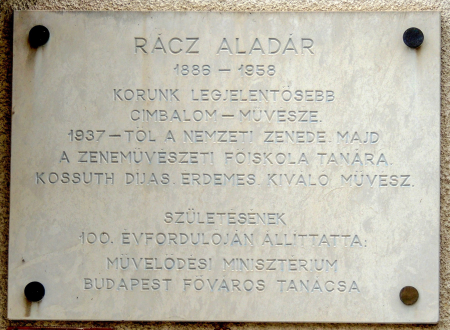 RÁCZ ALADÁR
1886 – 1958
KORUNK LEGJELENTŐSEBB
CIMBALOM – MŰVÉSZE.
1937 – TŐL A NEMZETI ZENEDE, MAJD
A ZENEMŰVÉSZETI FŐISKOLA TANÁRA.
KOSSUTH DIJAS, ÉRDEMES, KIVÁLÓ MŰVÉSZ.
SZÜLETÉSÉNEK
100. ÉVFORDULÓJÁN ÁLLÍTTATTA:
MŰVELŐDÉSI MINISZTÉRIUM
BUDAPEST FŐVÁROS TANÁCSA